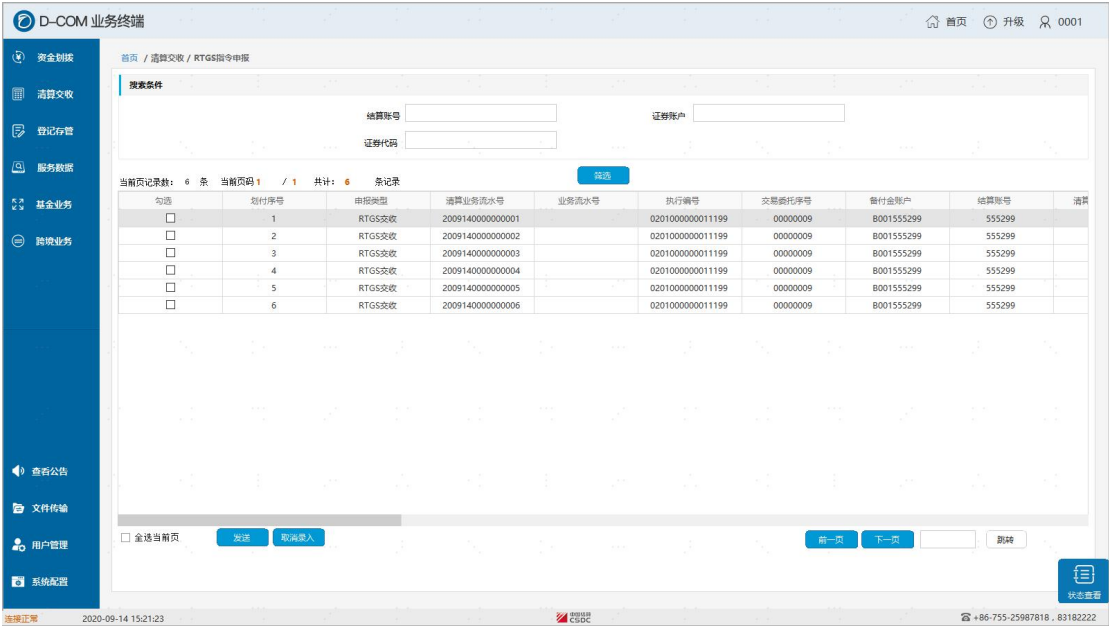 D-COM 业务终端
首页 升级 0001
资金划拨
清算交收
登记存管
服务数据
基金业务
跨境业务
查看公告
文件传输
用户管理
系统配置
首页 / 清算交收 / RTGS指令申报
搜素条件
结算账号 证券账户
证券代码
筛选
当前页记录数: 6 条 当前页码 1 / 1 共计: 6 条记录
勾选 划付序号 申报类型 清算业务流水号 业务流水号 执行编号 交易委托序号 备付金账户 结算账号 清算
1 RTGS交收 2009140000000001 0201000000011199 00000009 B001555299 555299
2 RTGS交收 2009140000000002 0201000000011199 00000009 B001555299 555299
3 RTGS交收 2009140000000003 0201000000011199 00000009 B001555299 555299
4 RTGS交收 2009140000000004 0201000000011199 00000009 B001555299 555299
5 RTGS交收 2009140000000005 0201000000011199 00000009 B001555299 555299
6 RTGS交收 2009140000000006 0201000000011199 00000009 B001555299 555299
全选当前页 发送 取消录入 前一页 下一页 跳转
状态查看
连接正常 2020-09-14 15:21:23 中国结算 CSDC +86-755-25987818 , 83182222